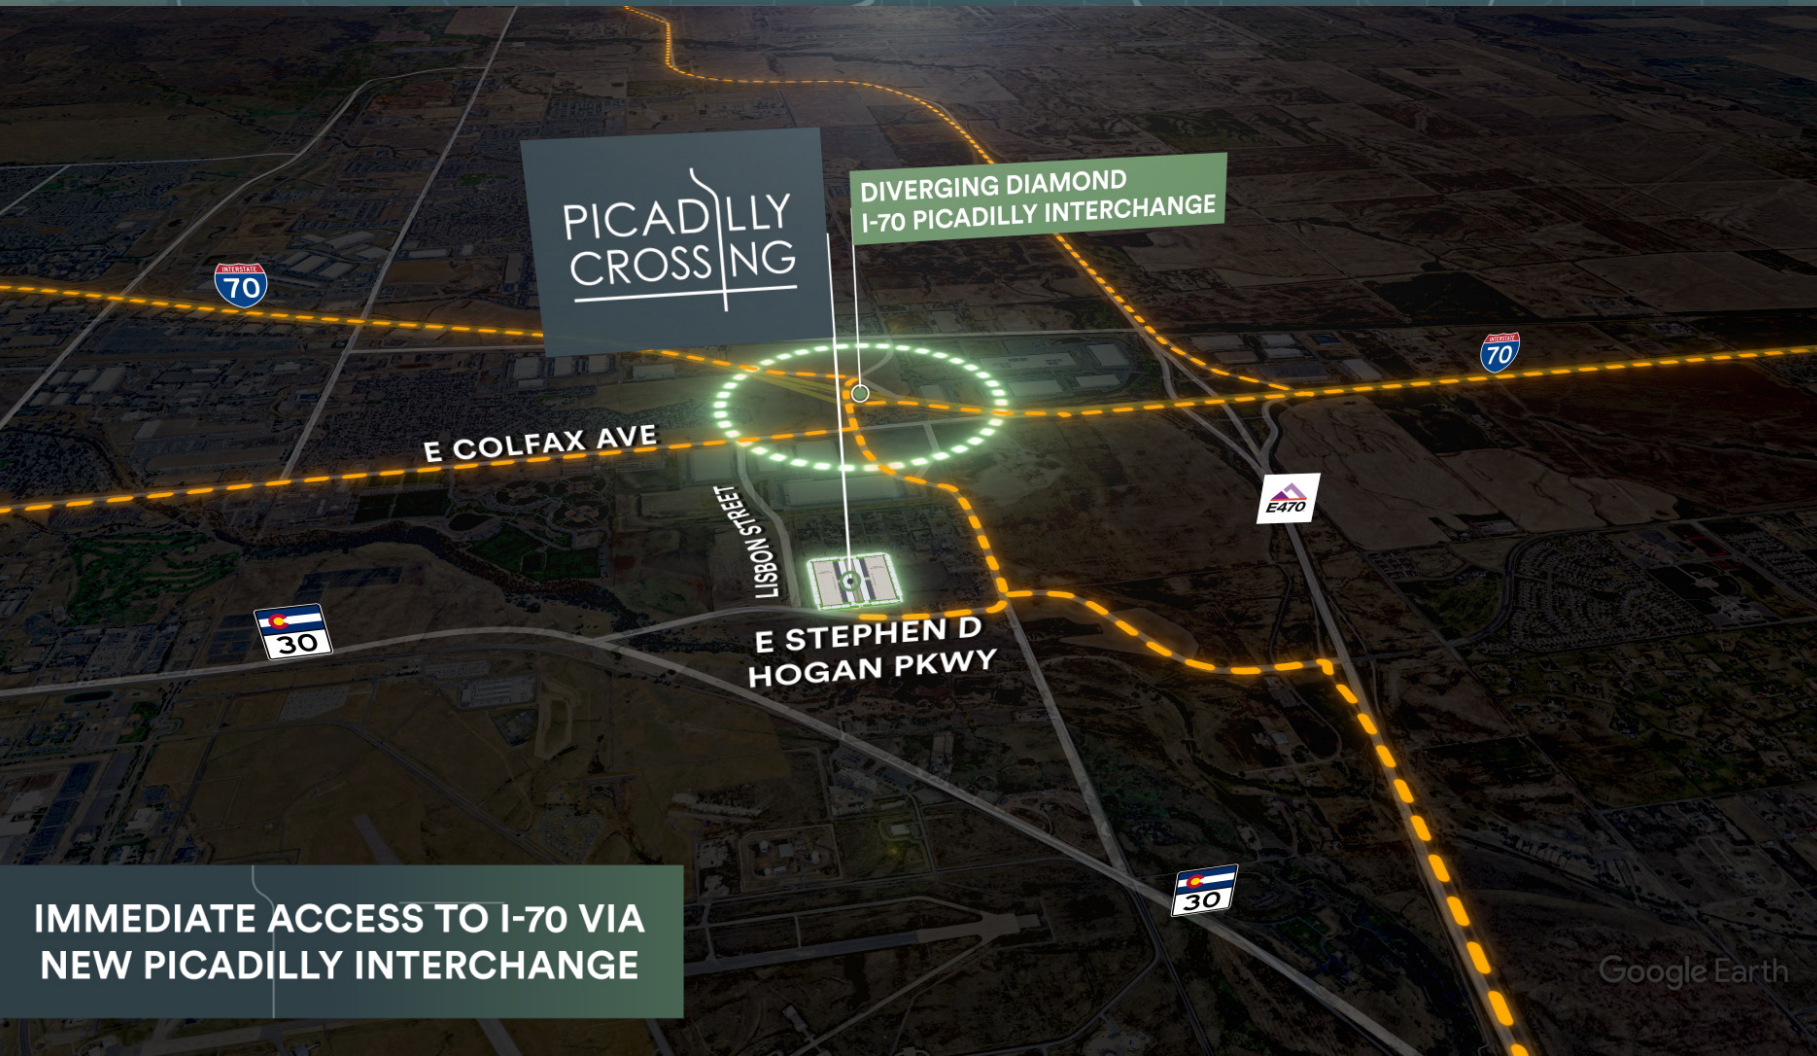 PICADILLY
CROSSING
DIVERGING DIAMOND
I-70 PICADILLY INTERCHANGE
INTERSTATE
70
INTERSTATE
70
E COLFAX AVE
LISBON STREET
E470
30
E STEPHEN D
HOGAN PKWY
30
IMMEDIATE ACCESS TO I-70 VIA
NEW PICADILLY INTERCHANGE
Google Earth